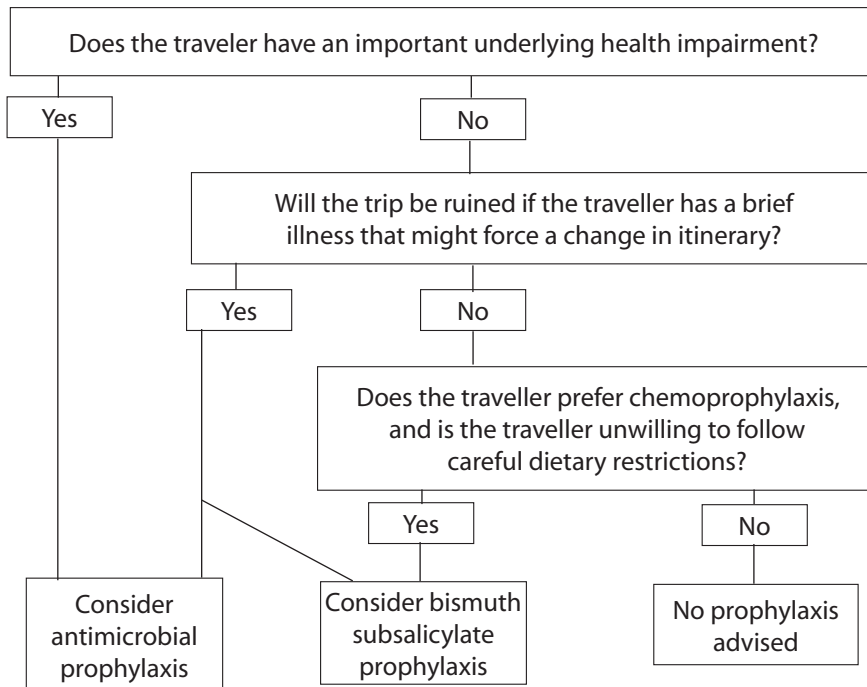 Does the traveler have an important underlying health impairment?
Yes
No
Will the trip be ruined if the traveller has a brief
illness that might force a change in itinerary?
Yes
No
Does the traveller prefer chemoprophylaxis,
and is the traveller unwilling to follow
careful dietary restrictions?
Yes
No
Consider
antimicrobial
prophylaxis
Consider bismuth
subsalicylate
prophylaxis
No prophylaxis
advised